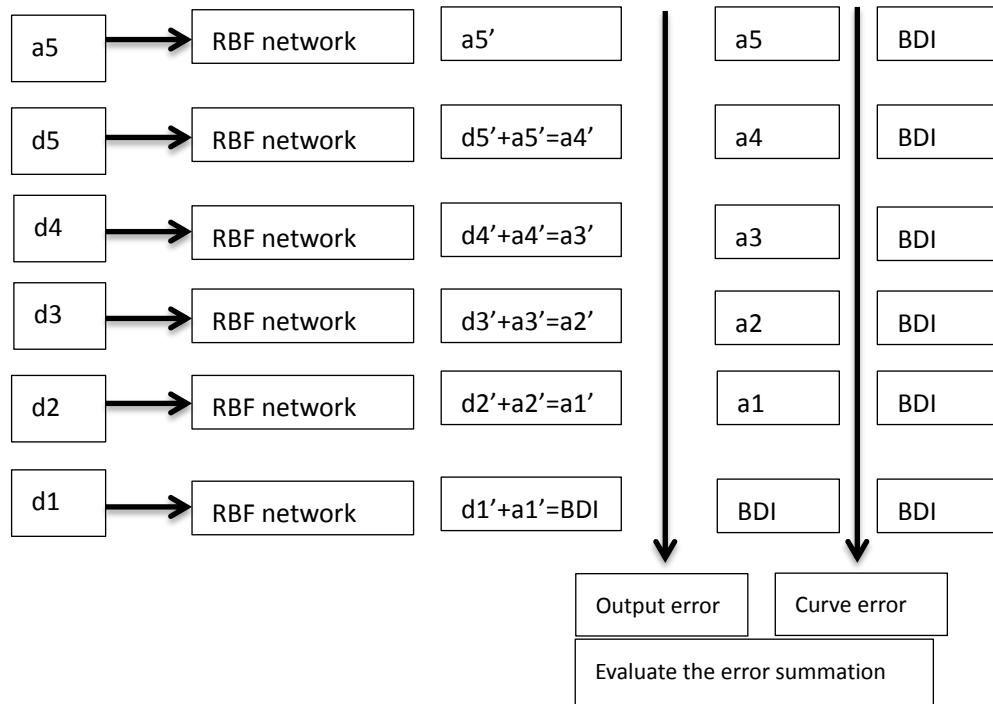 a5
RBF network
a5’
a5
BDI
d5
RBF network
d5’+a5’=a4’
a4
BDI
d4
RBF network
d4’+a4’=a3’
a3
BDI
d3
RBF network
d3’+a3’=a2’
a2
BDI
d2
RBF network
d2’+a2’=a1’
a1
BDI
d1
RBF network
d1’+a1’=BDI
BDI
BDI
Output error
Curve error
Evaluate the error summation